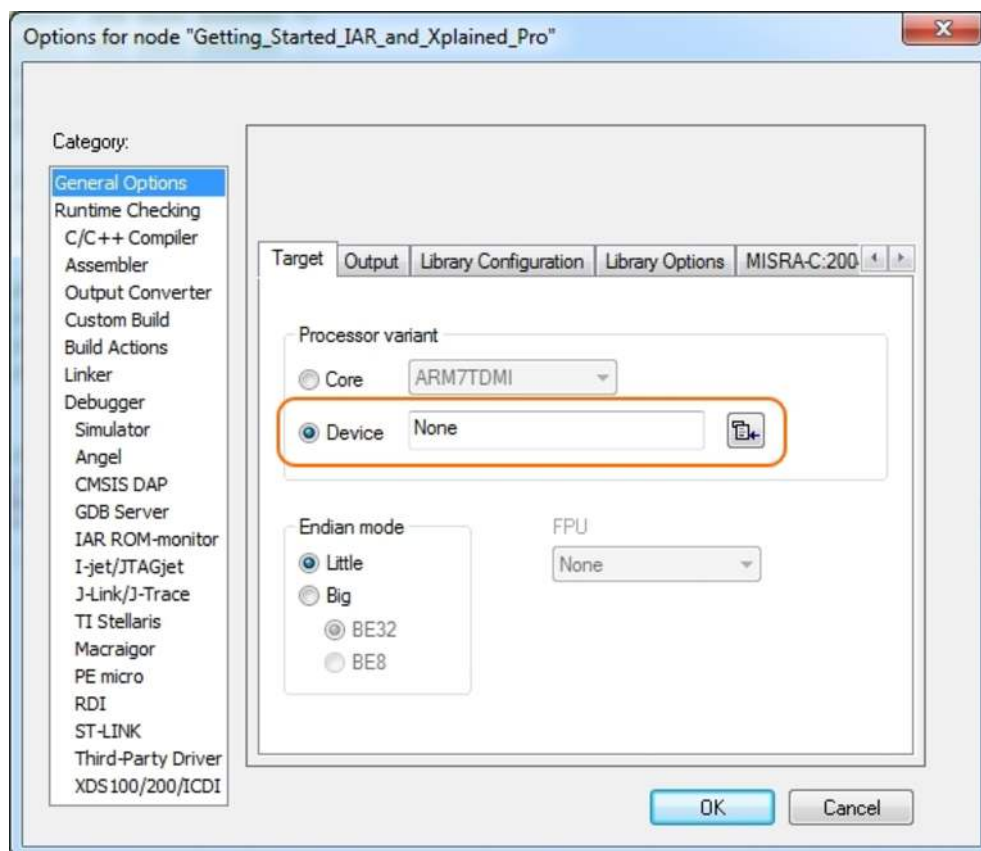 Options for node "Getting_Started_IAR_and_Xplained_Pro"
Category:
General Options
Runtime Checking
C/C++ Compiler
Assembler
Output Converter
Custom Build
Build Actions
Linker
Debugger
Simulator
Angel
CMSIS DAP
GDB Server
IAR ROM-monitor
I-jet/JTAGjet
J-Link/J-Trace
TI Stellaris
Macraigor
PE micro
RDI
ST-LINK
Third-Party Driver
XDS100/200/ICDI
Target Output Library Configuration Library Options MISRA-C:200
Processor variant
Core ARM7TDMI
Device None
Endian mode
Little
Big
BE32
BE8
FPU
None
OK Cancel